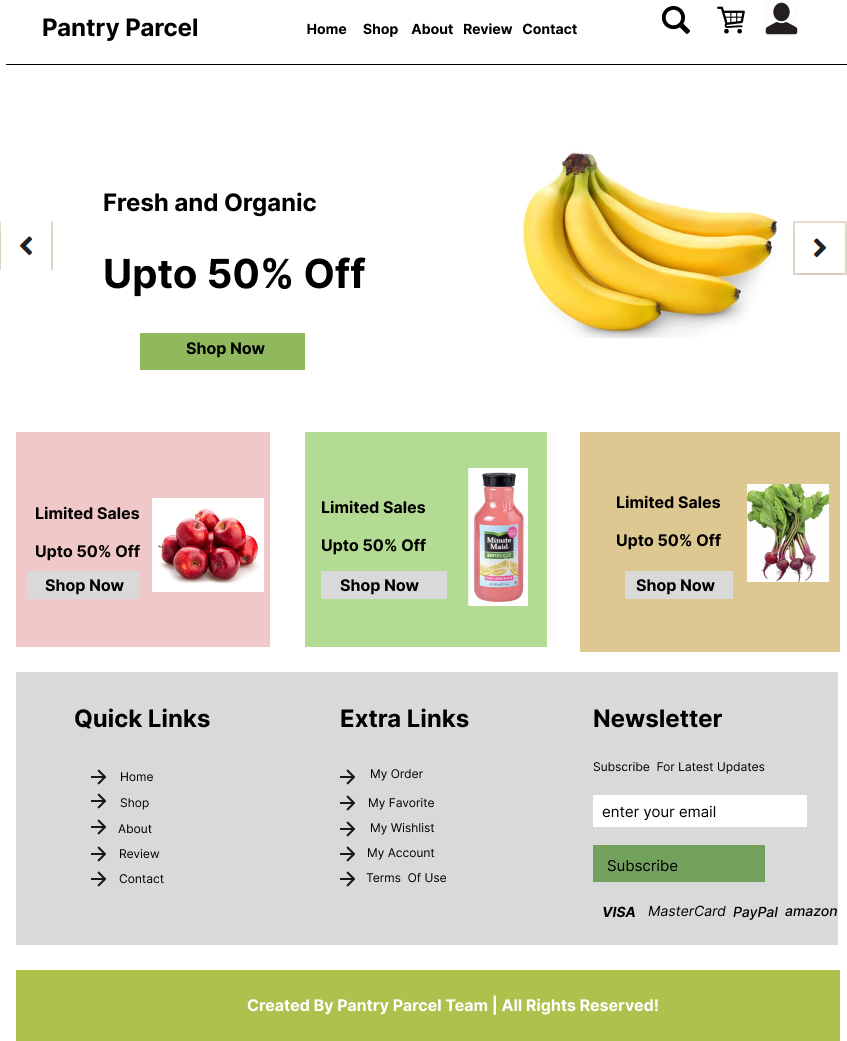 Pantry Parcel
Home Shop About Review Contact
Fresh and Organic
Upto 50% Off
Shop Now
Limited Sales
Upto 50% Off
Shop Now
Limited Sales
Upto 50% Off
Shop Now
Minute
Maid
zero sugar
PINK LEMONADE
Limited Sales
Upto 50% Off
Shop Now
Quick Links
Home
Shop
About
Review
Contact
Extra Links
My Order
My Favorite
My Wishlist
My Account
Terms Of Use
Newsletter
Subscribe For Latest Updates
enter your email
Subscribe
VISA MasterCard PayPal amazon
Created By Pantry Parcel Team | All Rights Reserved!